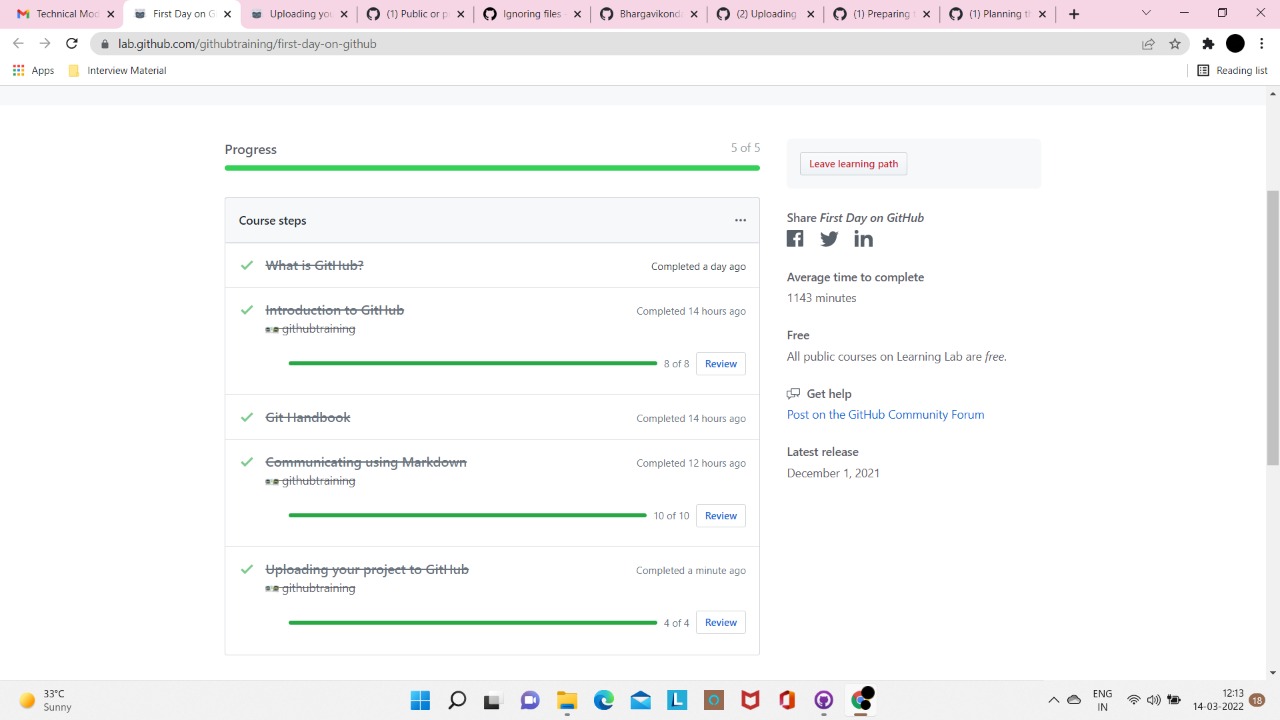 Technical Mod
First Day on G
Uploading you
(1) Public or p
Ignoring files
Bhargavikond
(2) Uploading
(1) Preparing t
(1) Planning th
lab.github.com/githubtraining/first-day-on-github
Apps
Interview Material
Reading list
Progress
5 of 5
Course steps
What is GitHub?
Completed a day ago
Introduction to GitHub
Completed 14 hours ago
githubtraining
8 of 8
Review
Git Handbook
Completed 14 hours ago
Communicating using Markdown
Completed 12 hours ago
githubtraining
10 of 10
Review
Uploading your project to GitHub
Completed a minute ago
githubtraining
4 of 4
Review
Leave learning path
Share First Day on GitHub
Average time to complete
1143 minutes
Free
All public courses on Learning Lab are free.
Get help
Post on the GitHub Community Forum
Latest release
December 1, 2021
33°C
Sunny
ENG
IN
12:13
14-03-2022
18